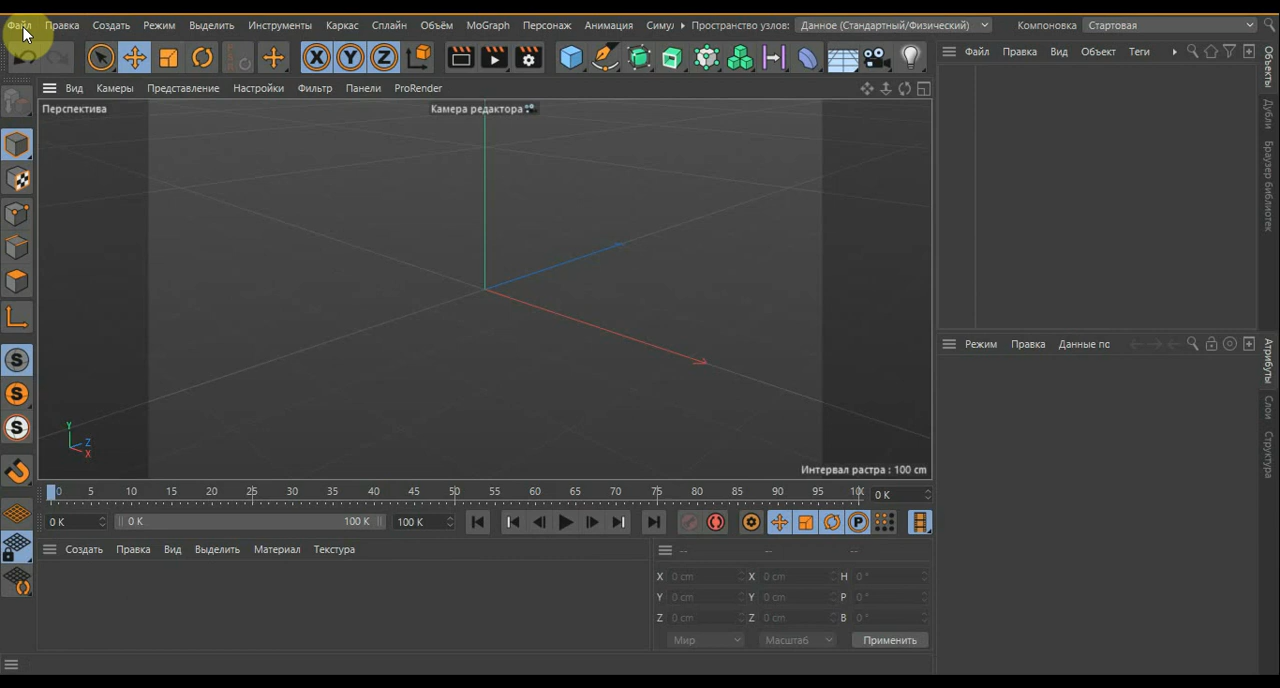 Файл Правка Создать Режим Выделить Инструменты Каркас Сплайн Объём MoGraph Персонаж Анимация Симу Пространство узлов: Данное (Стандартный/Физический) Компоновка Стартовая
X Y Z
Файл Правка Вид Объект Теги
Объекты
Дубли
Браузер библиотек
Вид Камеры Представление Настройки Фильтр Панели ProRender
Перспектива Камера редактора
S
S
S
Y
Z
X
Интервал растра : 100 cm
Режим Правка Данные по
Атрибуты
Слои
Структура
0 5 10 15 20 25 30 35 40 45 50 55 60 65 70 75 80 85 90 95 0 K
0 K 0 K 100 K 100 K P
Создать Правка Вид Выделить Материал Текстура
-- -- --
X 0 cm X 0 cm H 0 °
Y 0 cm Y 0 cm P 0 °
Z 0 cm Z 0 cm B 0 °
Мир Масштаб Применить